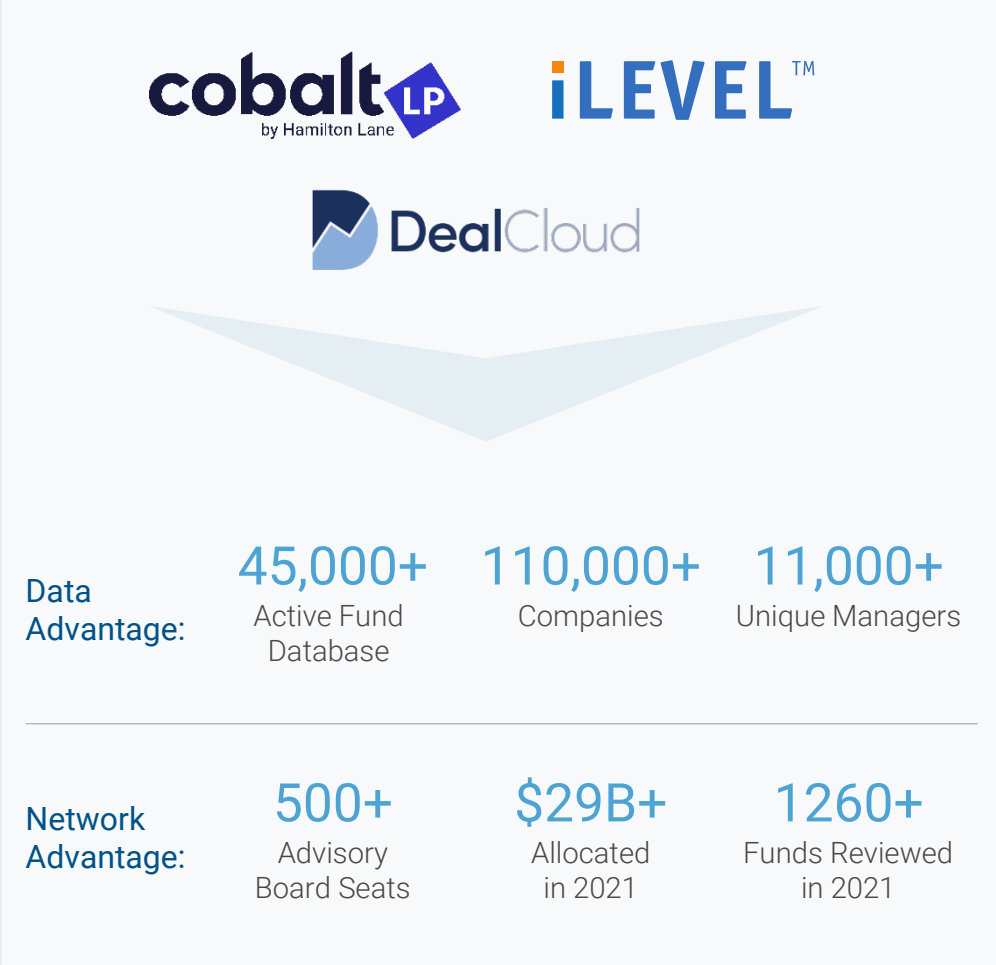 cobalt LP
by Hamilton Lane
iLEVEL™
DealCloud
Data
Advantage:
45,000+
Active Fund
Database
110,000+
Companies
11,000+
Unique Managers
Network
Advantage:
500+
Advisory
Board Seats
$29B+
Allocated
in 2021
1260+
Funds Reviewed
in 2021